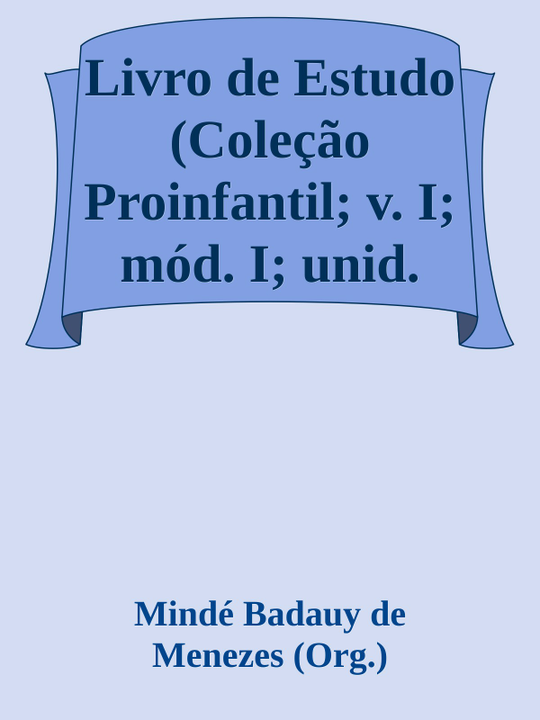 Livro de Estudo
(Coleção
Proinfantil; v. I;
mód. I; unid.
Mindé Badauy de
Menezes (Org.)